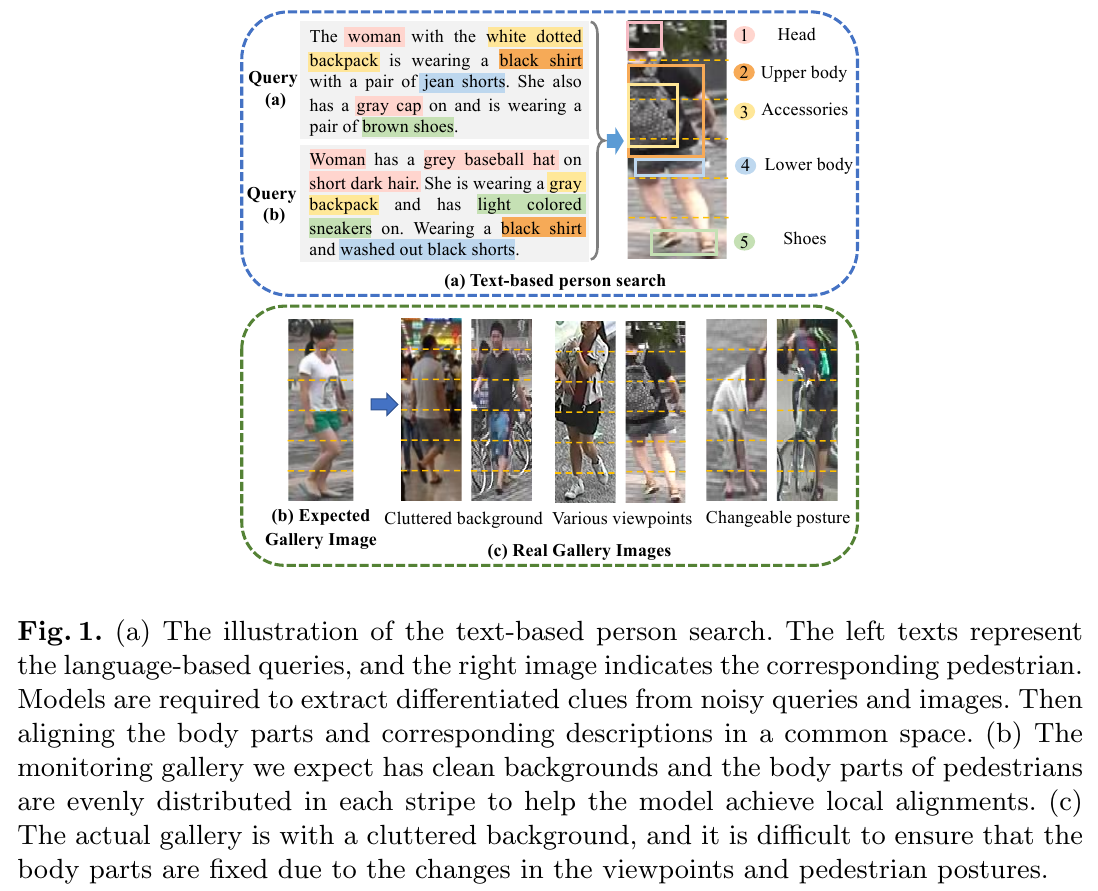 Query
(a)
The woman with the white dotted
backpack is wearing a black shirt
with a pair of jean shorts. She also
has a gray cap on and is wearing a
pair of brown shoes.
Query
(b)
Woman has a grey baseball hat on
short dark hair. She is wearing a gray
backpack and has light colored
sneakers on. Wearing a black shirt
and washed out black shorts.
1 Head
2 Upper body
3 Accessories
4 Lower body
5 Shoes
(a) Text-based person search
(b) Expected
Gallery Image
Cluttered background Various viewpoints Changeable posture
(c) Real Gallery Images
Fig. 1. (a) The illustration of the text-based person search. The left texts represent
the language-based queries, and the right image indicates the corresponding pedestrian.
Models are required to extract differentiated clues from noisy queries and images. Then
aligning the body parts and corresponding descriptions in a common space. (b) The
monitoring gallery we expect has clean backgrounds and the body parts of pedestrians
are evenly distributed in each stripe to help the model achieve local alignments. (c)
The actual gallery is with a cluttered background, and it is difficult to ensure that the
body parts are fixed due to the changes in the viewpoints and pedestrian postures.